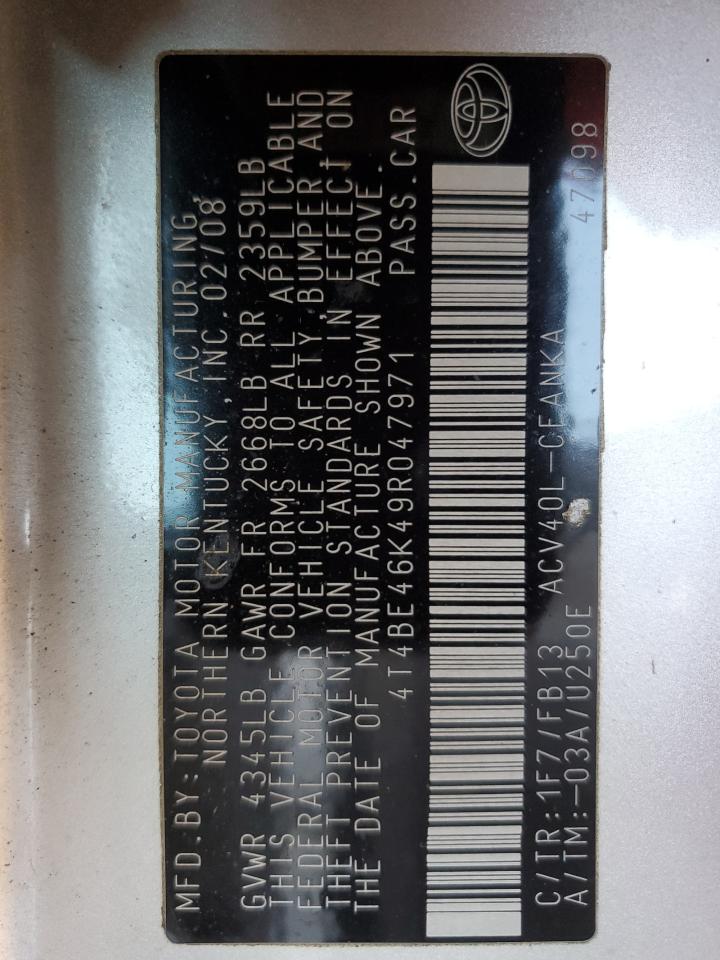 MFD.BY:TOYOTA MOTOR MANUFACTURING,
NORTHERN KENTUCKY,INC.02/08
GVWR 4345LB GAWR FR 2668LB RR 2359LB
THIS VEHICLE CONFORMS TO ALL APPLICABLE
FEDERAL MOTOR VEHICLE SAFETY,BUMPER AND
THEFT PREVENTION STANDARDS IN EFFECT ON
THE DATE OF MANUFACTURE SHOWN ABOVE.
4T4BE46K49R047971 PASS.CAR
C/TR:1F7/FB13 ACV40L-CEANKA 47098
A/TM:-03A/U250E